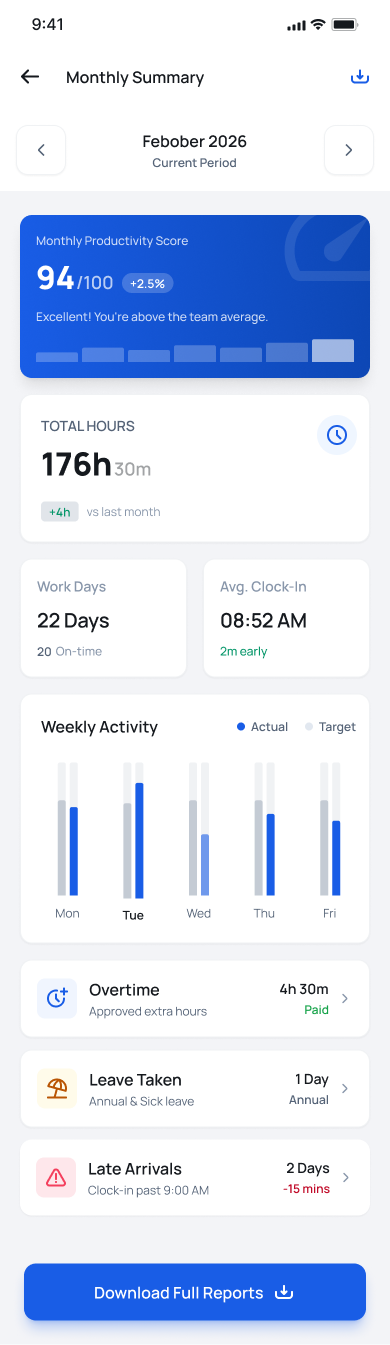 9:41
Monthly Summary
Febober 2026
Current Period
Monthly Productivity Score
94/100 +2.5%
Excellent! You're above the team average.
TOTAL HOURS
176h 30m
+4h vs last month
Work Days
22 Days
20 On-time
Avg. Clock-In
08:52 AM
2m early
Weekly Activity
Actual Target
Mon Tue Wed Thu Fri
Overtime
Approved extra hours
4h 30m
Paid
Leave Taken
Annual & Sick leave
1 Day
Annual
Late Arrivals
Clock-in past 9:00 AM
2 Days
-15 mins
Download Full Reports